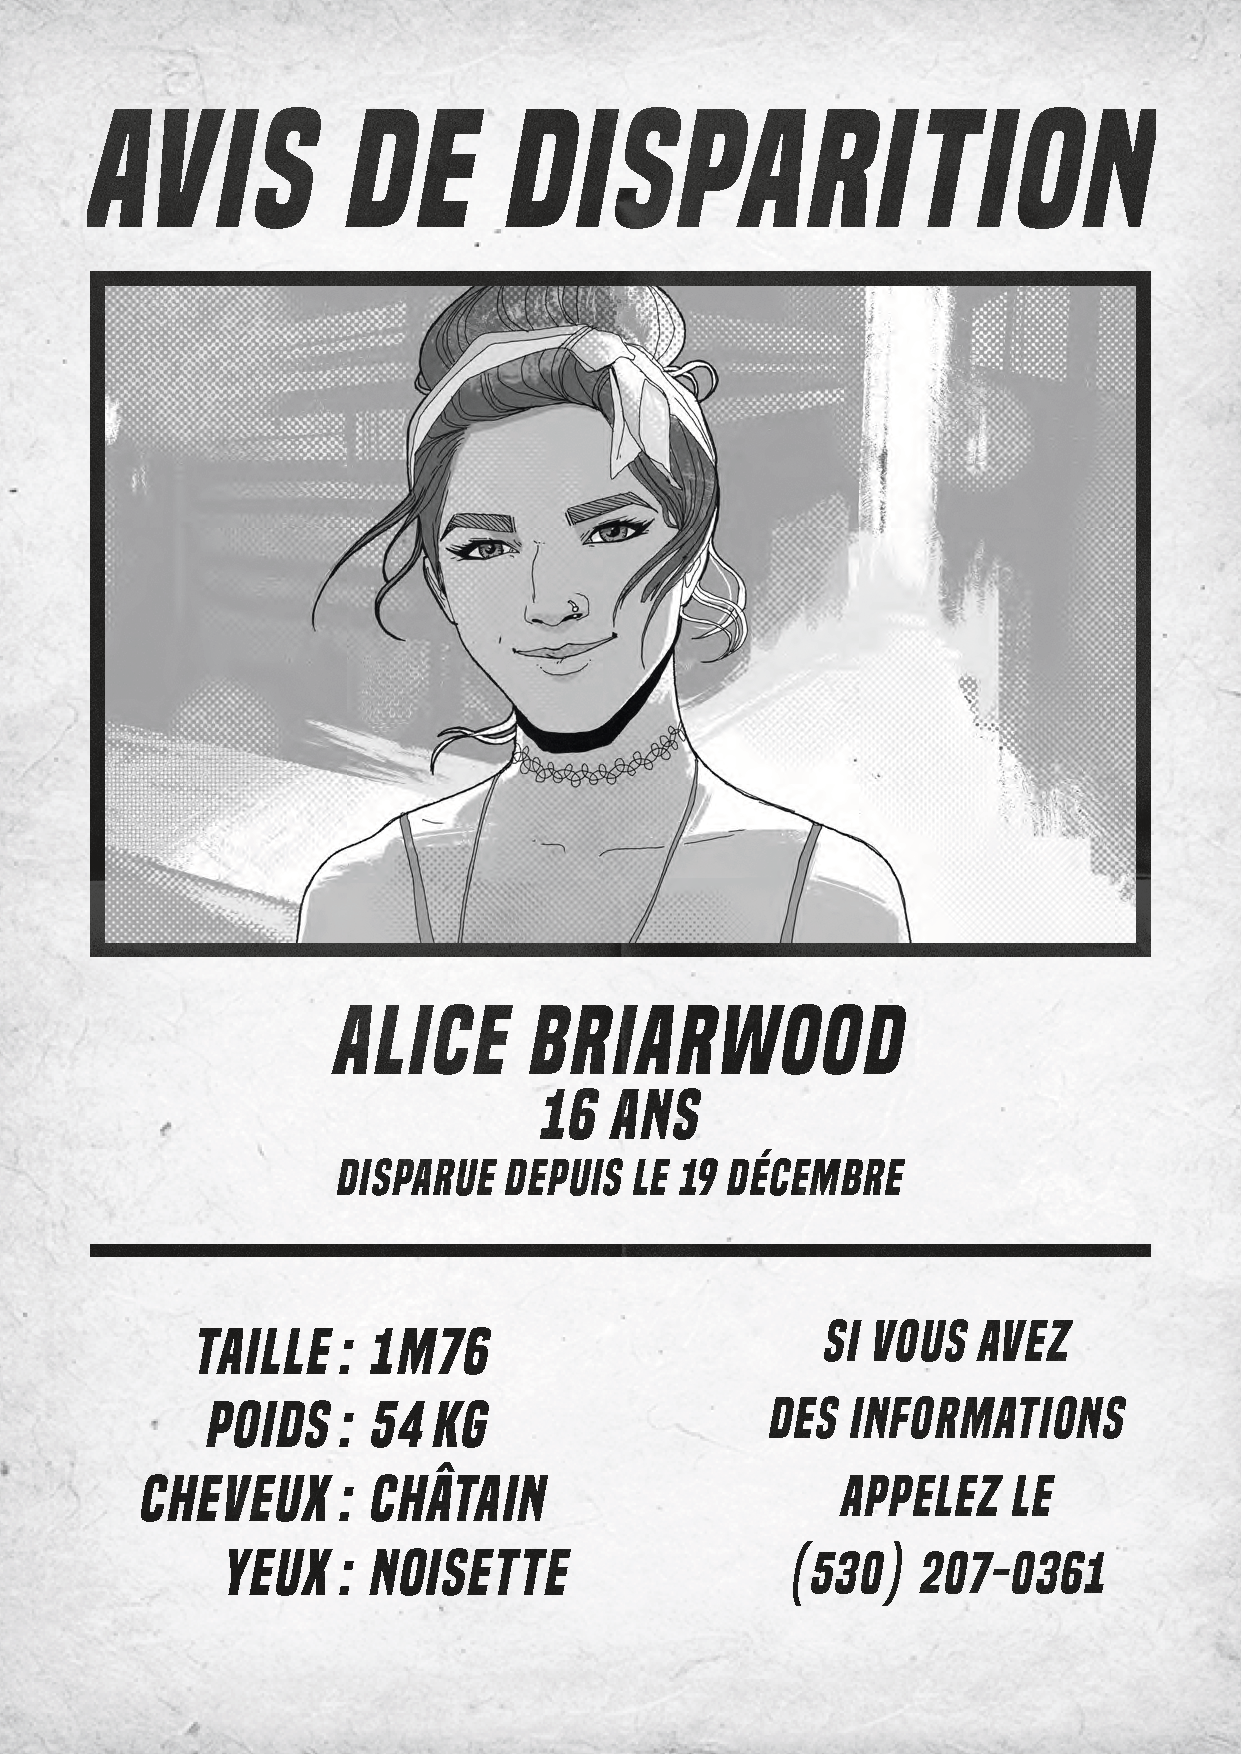 AVIS DE DISPARITION
ALICE BRIARWOOD
16 ANS
DISPARUE DEPUIS LE 19 DÉCEMBRE
TAILLE : 1M76
POIDS : 54 KG
CHEVEUX : CHÂTAIN
YEUX : NOISETTE
SI VOUS AVEZ
DES INFORMATIONS
APPELEZ LE
(530) 207-0361